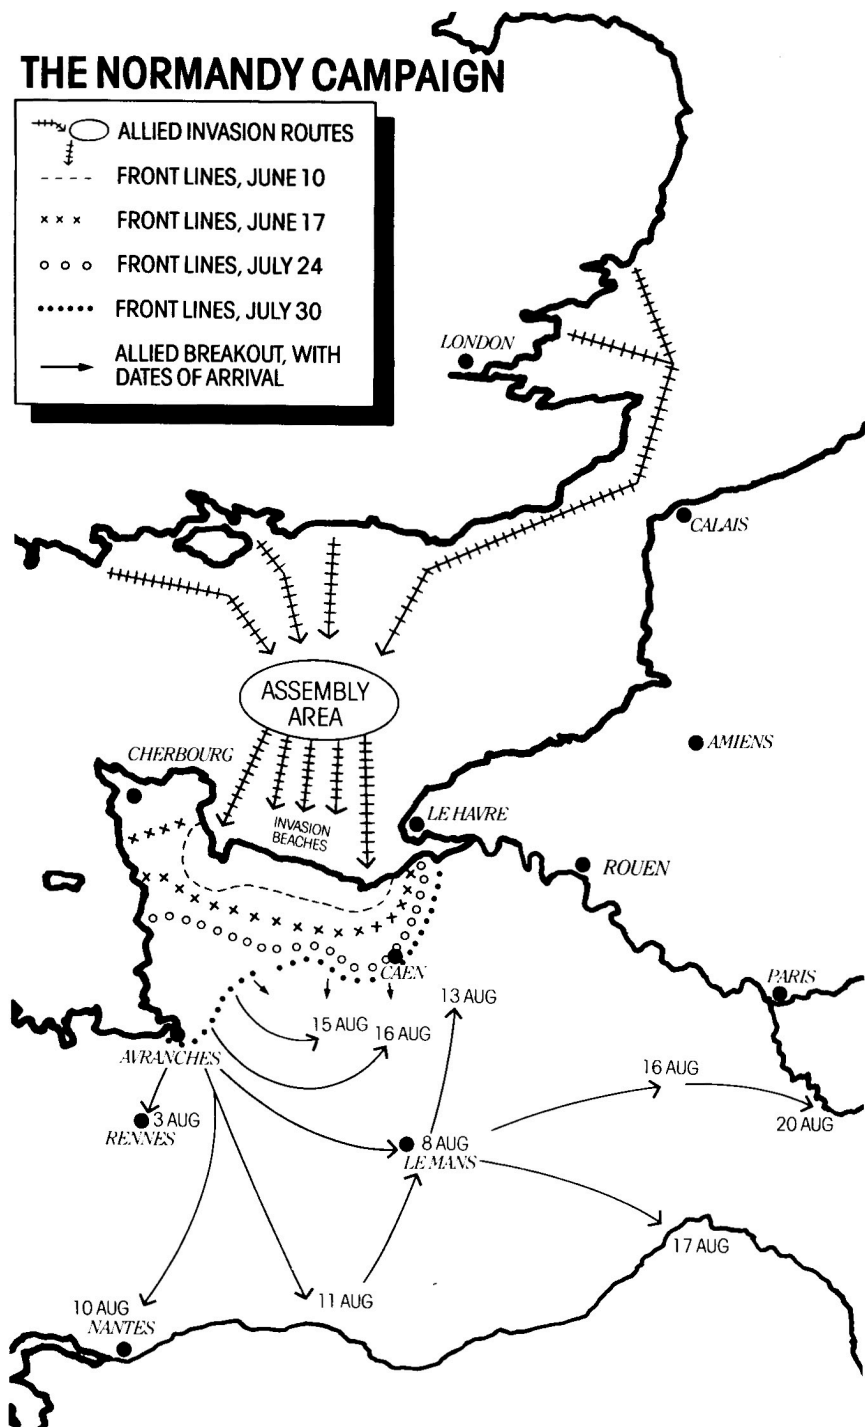 THE NORMANDY CAMPAIGN
ALLIED INVASION ROUTES
FRONT LINES, JUNE 10
FRONT LINES, JUNE 17
FRONT LINES, JULY 24
FRONT LINES, JULY 30
ALLIED BREAKOUT, WITH
DATES OF ARRIVAL
LONDON
CALAIS
ASSEMBLY
AREA
AMIENS
CHERBOURG
LE HAVRE
INVASION
BEACHES
ROUEN
CAEN
PARIS
13 AUG
15 AUG
16 AUG
AVRANCHES
16 AUG
3 AUG
20 AUG
RENNES
8 AUG
LE MANS
17 AUG
11 AUG
10 AUG
NANTES